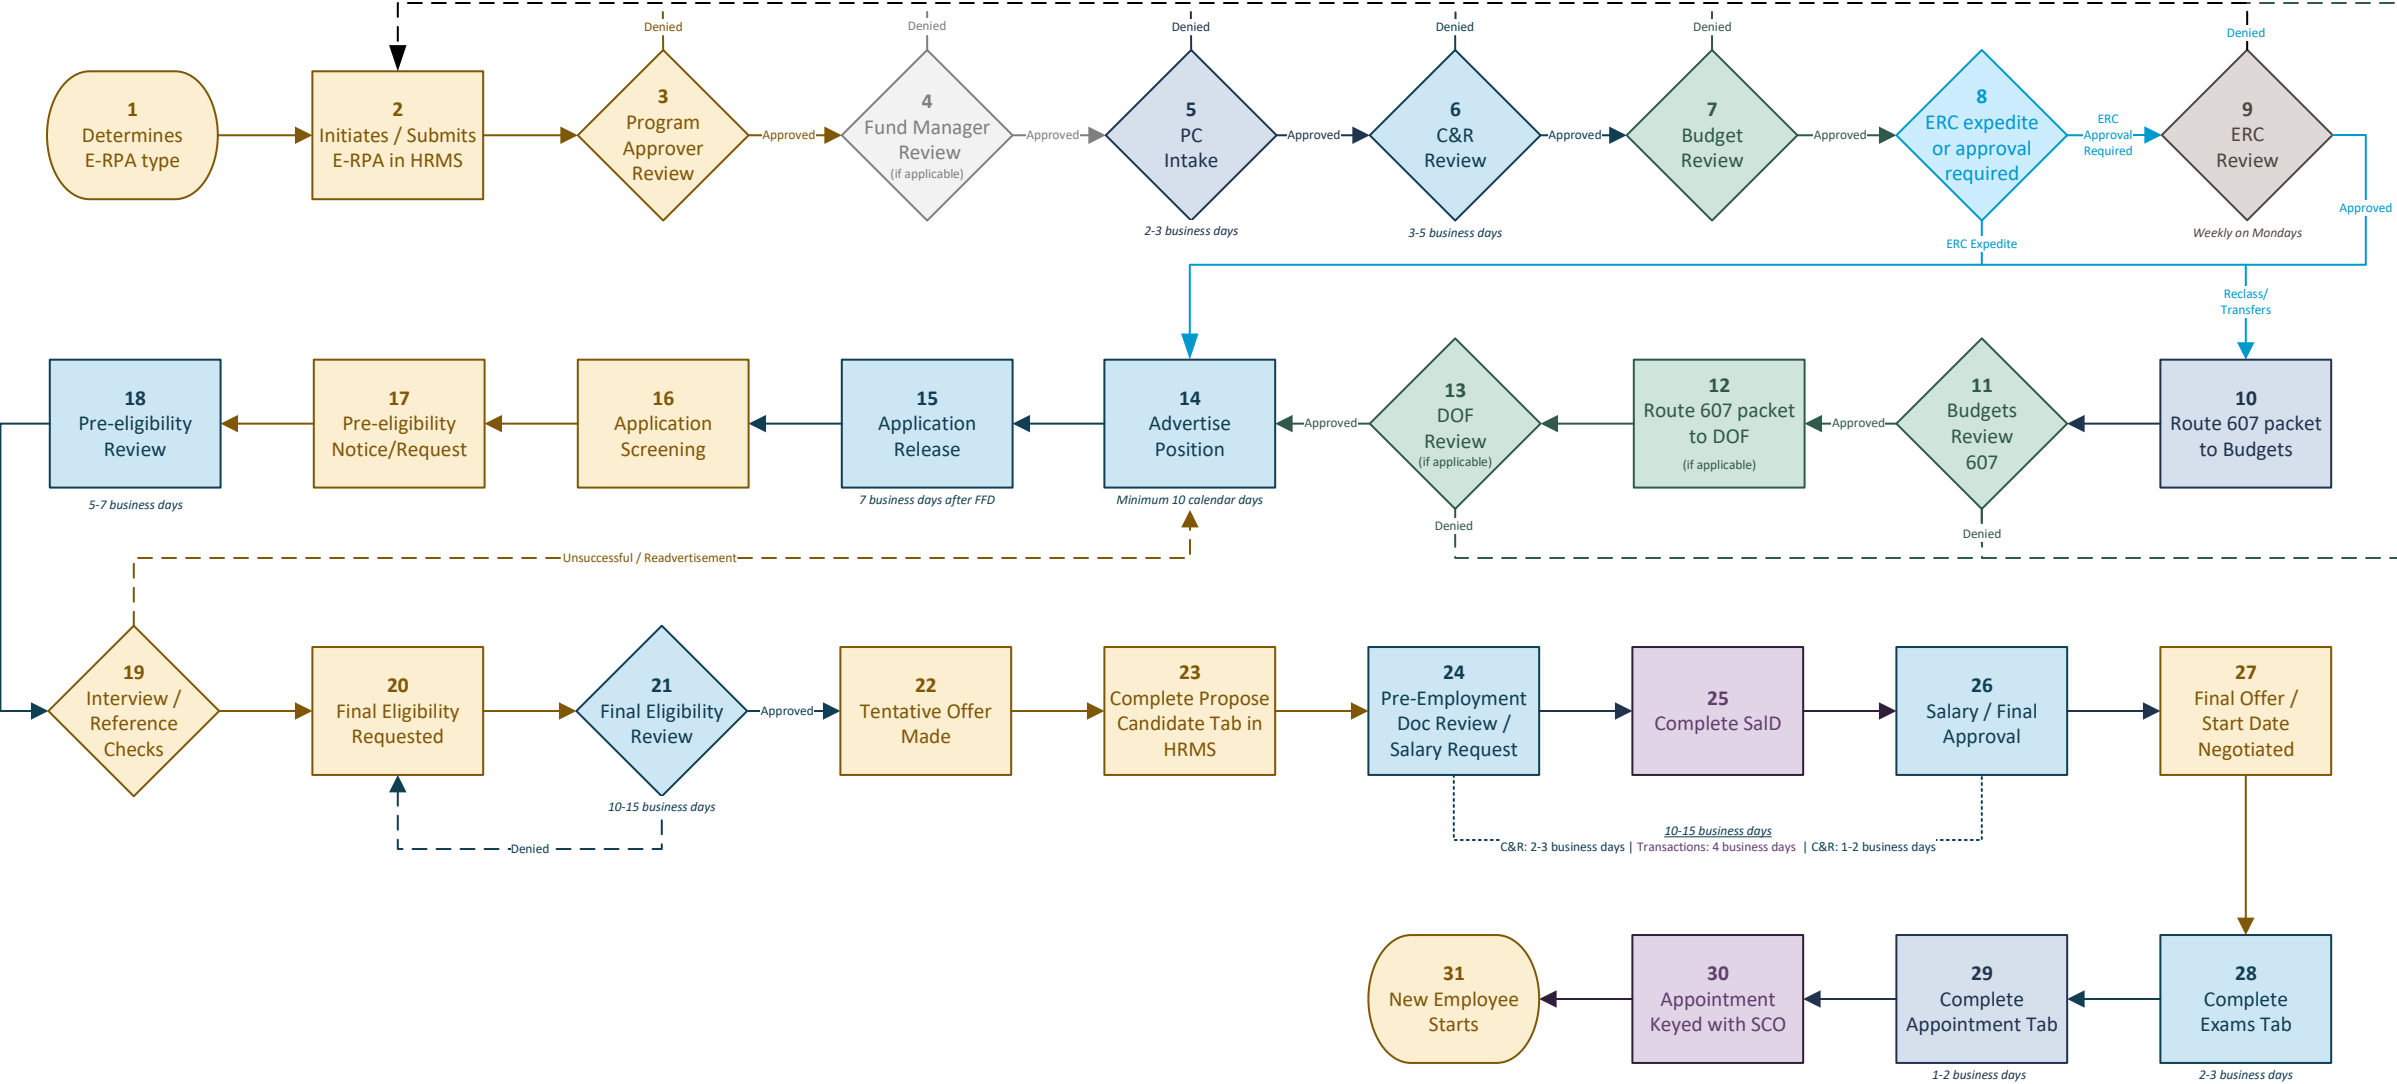 Denied
Denied
Denied
Denied
Denied
Denied
1
Determines
E-RPA type
2
Initiates / Submits
E-RPA in HRMS
3
Program
Approver
Review
Approved
4
Fund Manager
Review
(if applicable)
Approved
5
PC
Intake
2-3 business days
Approved
6
C&R
Review
3-5 business days
Approved
7
Budget
Review
Approved
8
ERC expedite
or approval
required
ERC
Approval
Required
ERC Expedite
9
ERC
Review
Weekly on Mondays
Approved
Reclass/
Transfers
18
Pre-eligibility
Review
5-7 business days
17
Pre-eligibility
Notice/Request
16
Application
Screening
15
Application
Release
7 business days after FFD
14
Advertise
Position
Minimum 10 calendar days
Approved
13
DOF
Review
(if applicable)
Denied
12
Route 607 packet
to DOF
(if applicable)
Approved
11
Budgets
Review
607
Denied
10
Route 607 packet
to Budgets
Unsuccessful / Readvertisement
19
Interview /
Reference
Checks
20
Final Eligibility
Requested
21
Final Eligibility
Review
10-15 business days
Denied
Approved
22
Tentative Offer
Made
23
Complete Propose
Candidate Tab in
HRMS
24
Pre-Employment
Doc Review /
Salary Request
25
Complete SalD
26
Salary / Final
Approval
27
Final Offer /
Start Date
Negotiated
10-15 business days
C&R: 2-3 business days | Transactions: 4 business days | C&R: 1-2 business days
31
New Employee
Starts
30
Appointment
Keyed with SCO
29
Complete
Appointment Tab
1-2 business days
28
Complete
Exams Tab
2-3 business days